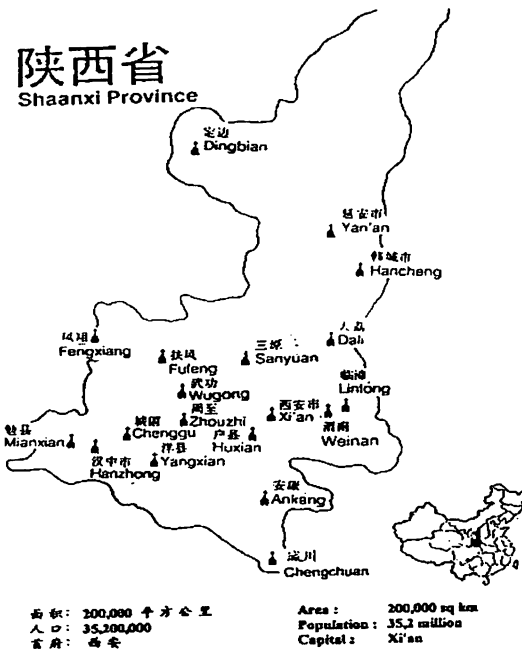 陕西省
Shaanxi Province
定边
Dingbian
延安市
Yan'an
韩城市
Hancheng
大荔
Dali
凤翔
Fengxiang
扶风
Fufeng
三原
Sanyuan
临潼
Lintong
武功
Wugong
周至
Zhouzhi
西安市
Xi'an
渭南
Weinan
城固
Chenggu
户县
Huxian
勉县
Mianxian
汉中市
Hanzhong
洋县
Yangxian
安康
Ankang
Chengchuan
面积: 200,000 平方公里
人口: 35,200,000
首府: 西安
Area: 200,000 sq km
Population: 35,2 million
Capital: Xi'an